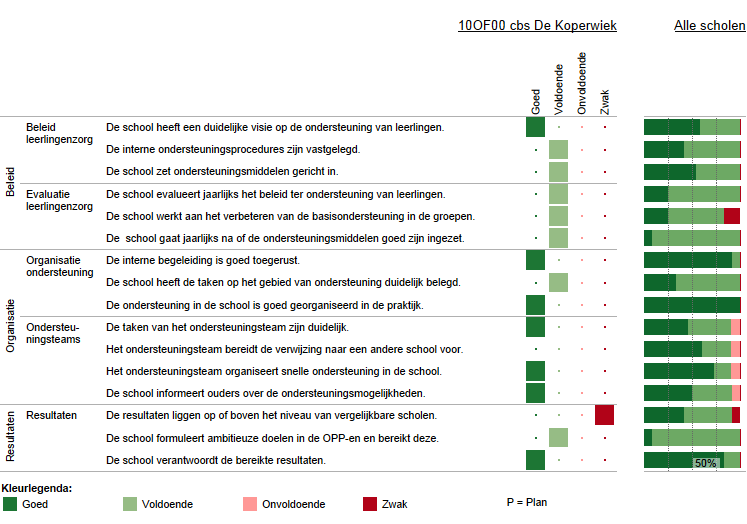 10OF00 cbs De Koperwiek
Alle scholen
Goed
Voldoende
Onvoldoende
Zwak
Beleid
Beleid
leerlingenzorg
De school heeft een duidelijke visie op de ondersteuning van leerlingen.
De interne ondersteuningsprocedures zijn vastgelegd.
De school zet ondersteuningsmiddelen gericht in.
Evaluatie
leerlingenzorg
De school evalueert jaarlijks het beleid ter ondersteuning van leerlingen.
De school werkt aan het verbeteren van de basisondersteuning in de groepen.
De  school gaat jaarlijks na of de ondersteuningsmiddelen goed zijn ingezet.
Organisatie
Organisatie
ondersteuning
De interne begeleiding is goed toegerust.
De school heeft de taken op het gebied van ondersteuning duidelijk belegd.
De ondersteuning in de school is goed georganiseerd in de praktijk.
Ondersteu-
ningsteams
De taken van het ondersteuningsteam zijn duidelijk.
Het ondersteuningsteam bereidt de verwijzing naar een andere school voor.
Het ondersteuningsteam organiseert snelle ondersteuning in de school.
De school informeert ouders over de ondersteuningsmogelijkheden.
Resultaten
Resultaten
De resultaten liggen op of boven het niveau van vergelijkbare scholen.
De school formuleert ambitieuze doelen in de OPP-en en bereikt deze.
De school verantwoordt de bereikte resultaten.
50%
Kleurlegenda:
Goed
Voldoende
Onvoldoende
Zwak
P = Plan